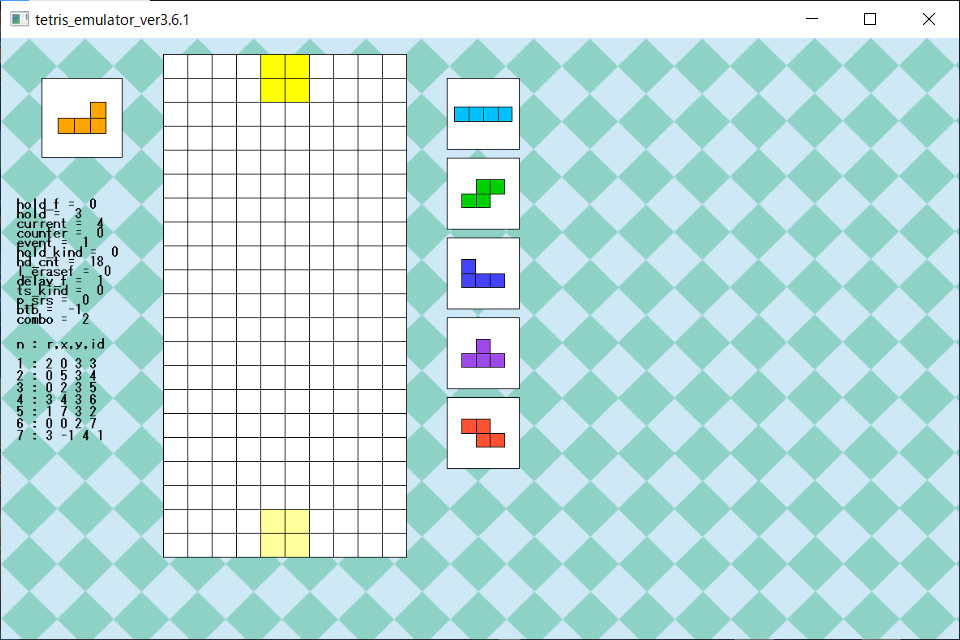 tetris_emulator_ver3.6.1
hold_f = 0
hold = 3
current = 4
counter = 0
event = 1
hold_kind = 0
hd_cnt = 18
l_erasef = 0
delay_f = 1
ts_kind = 0
p_srs = 0
btb = -1
combo = 2
n : r,x,y,id
1 : 2 0 3 3
2 : 0 5 3 4
3 : 0 2 3 5
4 : 3 4 3 6
5 : 1 7 3 2
6 : 0 0 2 7
7 : 3 -1 4 1